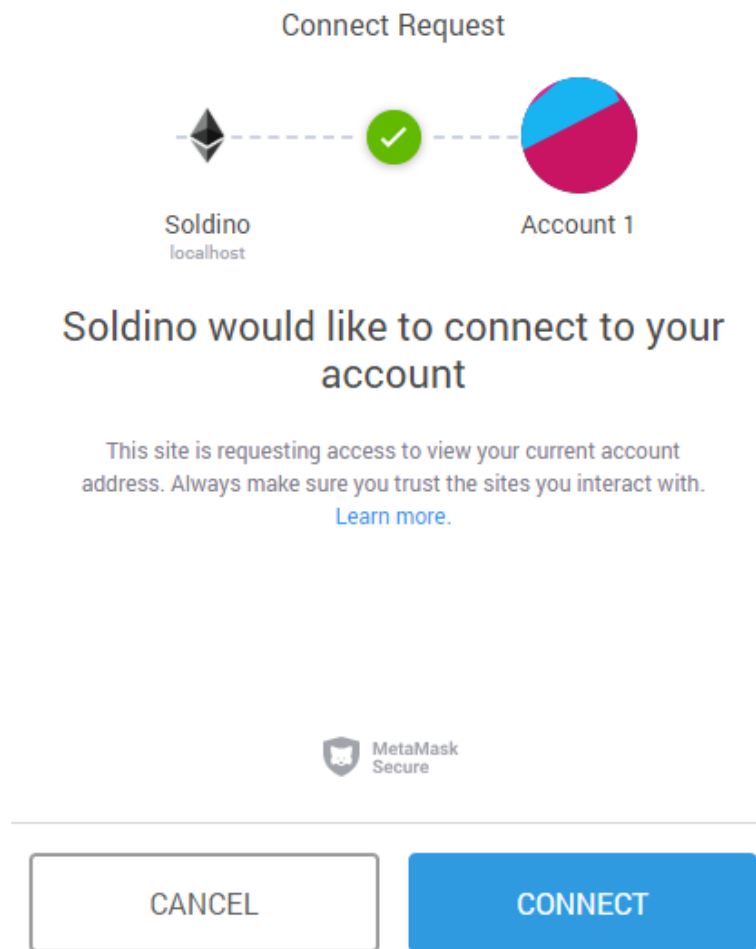 Connect Request
Soldino
localhost
Account 1
Soldino would like to connect to your
account
This site is requesting access to view your current account
address. Always make sure you trust the sites you interact with.
Learn more.
MetaMask
Secure
CANCEL
CONNECT